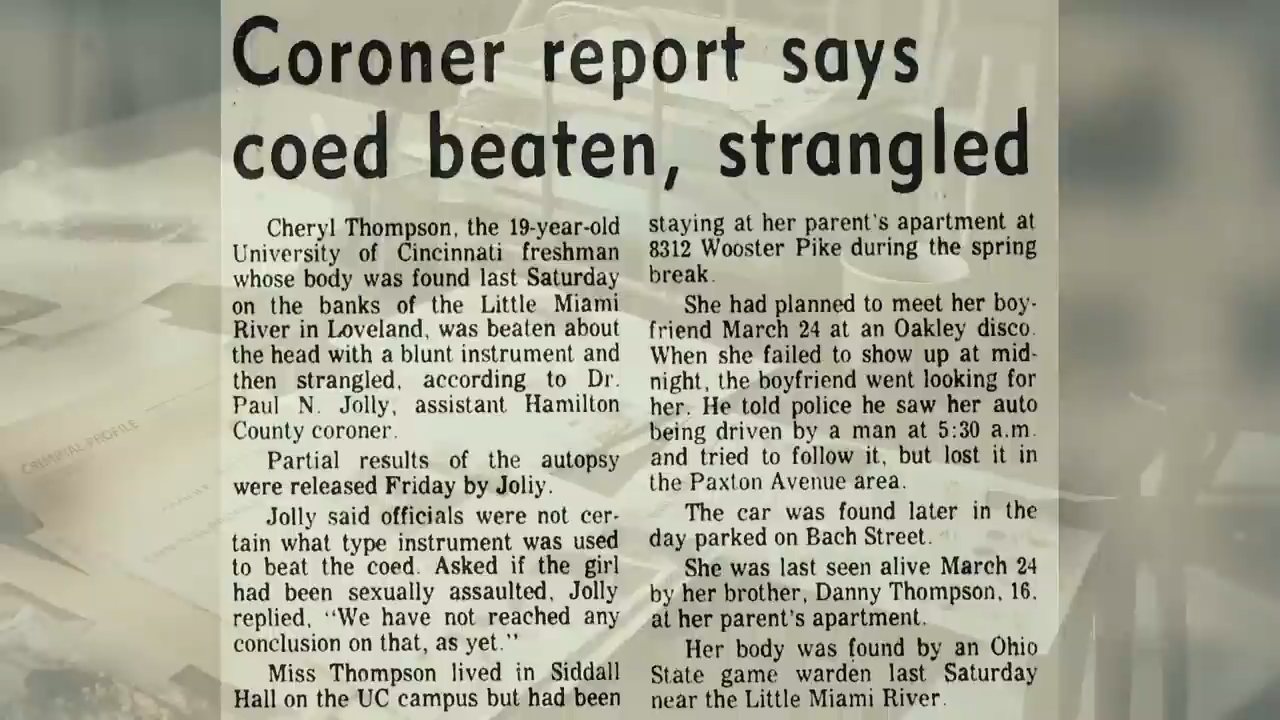 Coroner report says
coed beaten, strangled
Cheryl Thompson, the 19-year-old
University of Cincinnati freshman
whose body was found last Saturday
on the banks of the Little Miami
River in Loveland, was beaten about
the head with a blunt instrument and
then strangled, according to Dr.
Paul N. Jolly, assistant Hamilton
County coroner.
Partial results of the autopsy
were released Friday by Joliy.
Jolly said officials were not cer-
tain what type instrument was used
to beat the coed. Asked if the girl
had been sexually assaulted, Jolly
replied, “We have not reached any
conclusion on that, as yet.”
Miss Thompson lived in Siddall
Hall on the UC campus but had been
staying at her parent's apartment at
8312 Wooster Pike during the spring
break.
She had planned to meet her boy-
friend March 24 at an Oakley disco.
When she failed to show up at mid-
night, the boyfriend went looking for
her. He told police he saw her auto
being driven by a man at 5:30 a.m.
and tried to follow it, but lost it in
the Paxton Avenue area.
The car was found later in the
day parked on Bach Street.
She was last seen alive March 24
by her brother, Danny Thompson, 16,
at her parent's apartment.
Her body was found by an Ohio
State game warden last Saturday
near the Little Miami River.
CRIMINAL PROFILE